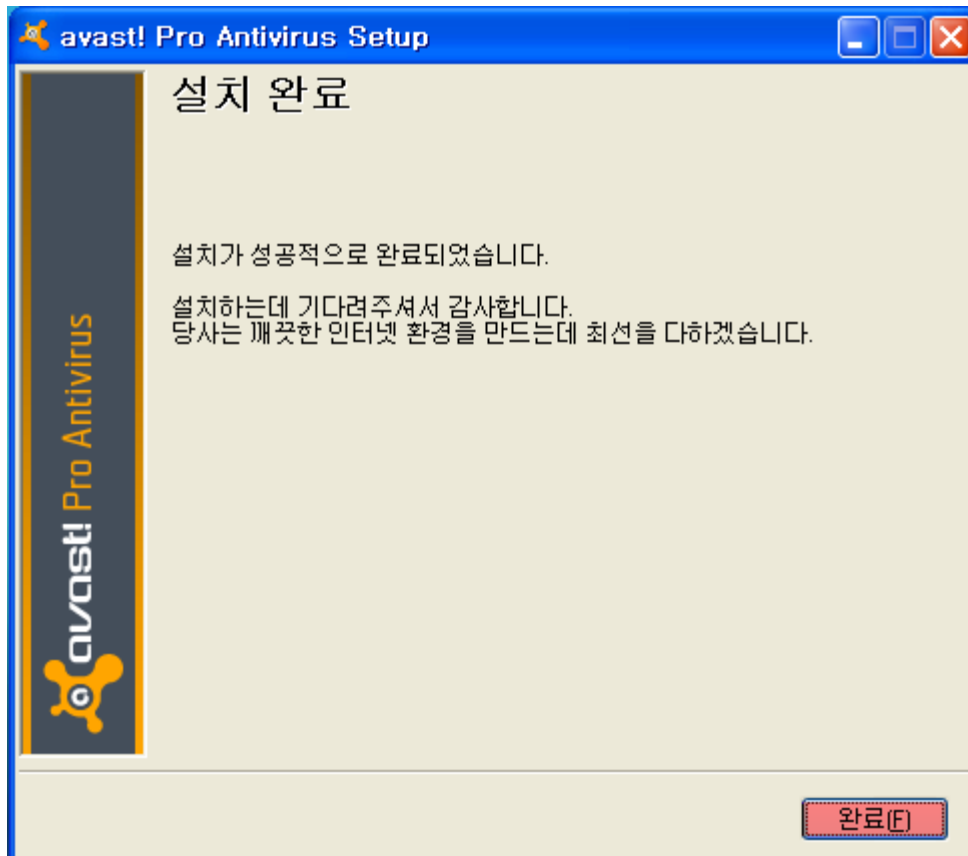 avast! Pro Antivirus Setup
설치 완료
설치가 성공적으로 완료되었습니다.
설치하는데 기다려주셔서 감사합니다.
당사는 깨끗한 인터넷 환경을 만드는데 최선을 다하겠습니다.
avast! Pro Antivirus
완료(F)